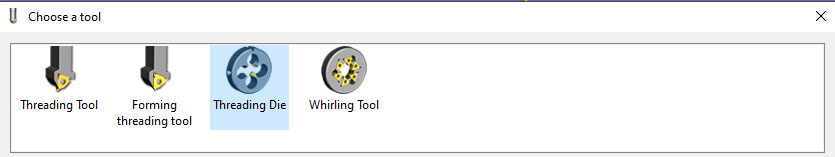 Choose a tool
Threading Tool
Forming
threading tool
Threading Die
Whirling Tool